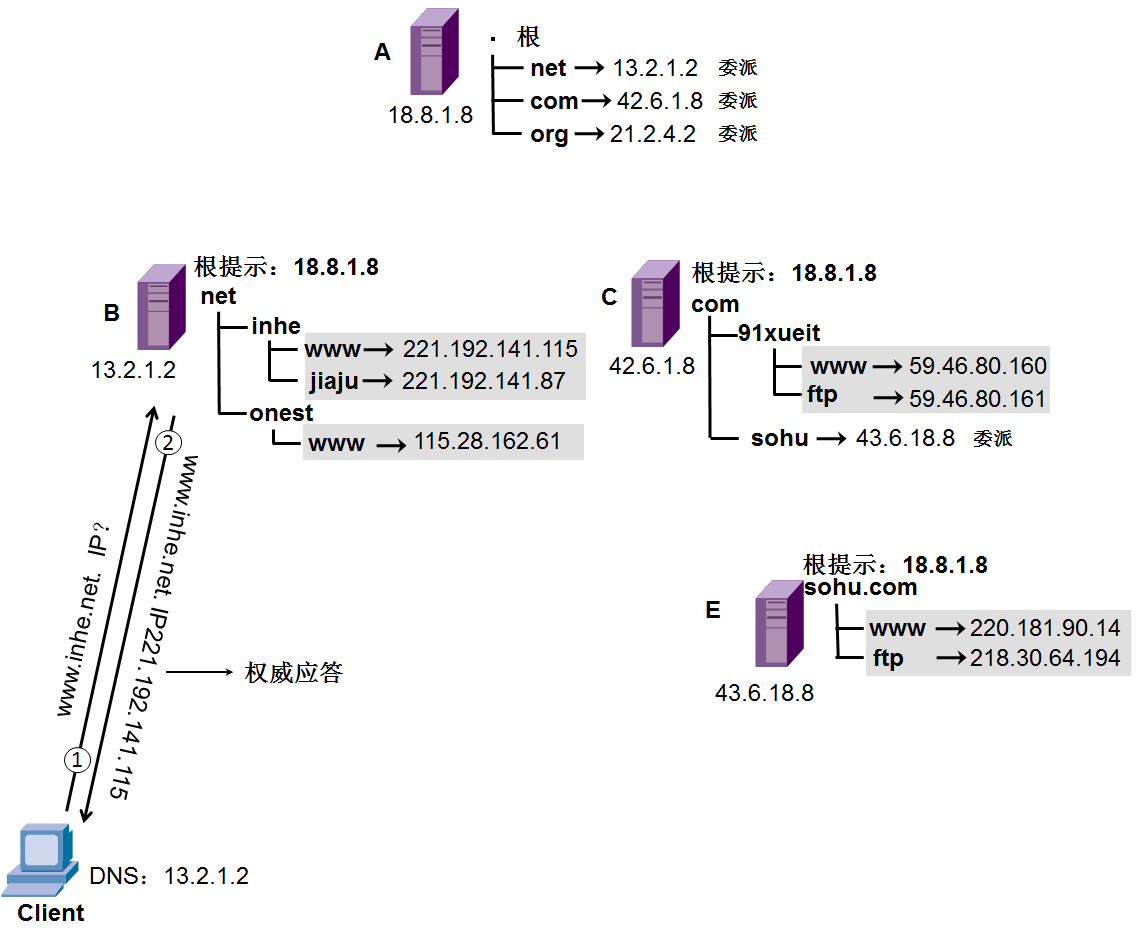 A
18.8.1.8
. 根
net 13.2.1.2 委派
com 42.6.1.8 委派
org 21.2.4.2 委派
B
13.2.1.2
根提示：18.8.1.8
net
inhe
www 221.192.141.115
jiaju 221.192.141.87
onest
www 115.28.162.61
C
42.6.1.8
根提示：18.8.1.8
com
91xueit
www 59.46.80.160
ftp 59.46.80.161
sohu 43.6.18.8 委派
E
43.6.18.8
根提示：18.8.1.8
sohu.com
www 220.181.90.14
ftp 218.30.64.194
② www.inhe.net. IP221.192.141.115
权威应答
① www.inhe.net. IP？
DNS：13.2.1.2
Client